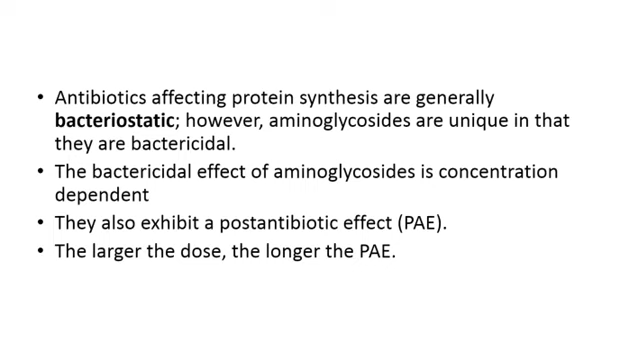 • Antibiotics affecting protein synthesis are generally
bacteriostatic; however, aminoglycosides are unique in that
they are bactericidal.
• The bactericidal effect of aminoglycosides is concentration
dependent
• They also exhibit a postantibiotic effect (PAE).
• The larger the dose, the longer the PAE.